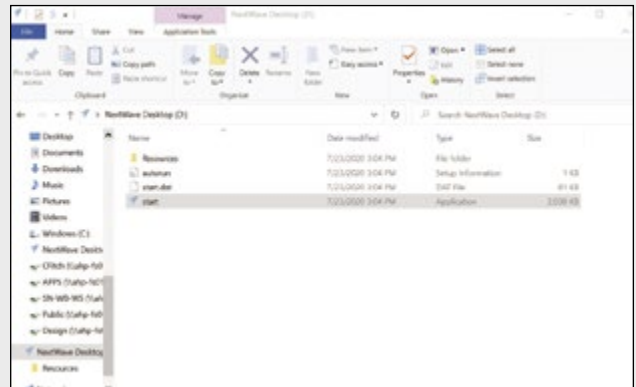 Manage
NextWave Desktop (D:)
File
Home
Share
View
Application Tools
Pin to Quick access
Copy
Paste
Cut
Copy path
Paste shortcut
Move to
Copy to
Delete
Rename
New folder
New item
Easy access
Properties
Open
Edit
History
Select all
Select none
Invert selection
Clipboard
Organize
New
Open
Select
NextWave Desktop (D:)
Search NextWave Desktop (D:)
Name
Date modified
Type
Size
Resources
7/23/2020 3:04 PM
File folder
autorun
7/23/2020 3:04 PM
Setup Information
1 KB
start.dat
7/23/2020 3:04 PM
DAT File
start
7/23/2020 3:04 PM
Application
Desktop
Documents
Downloads
Music
Pictures
Videos
Windows (C:)
NextWave Deskto
NextWave Desktop
Resources